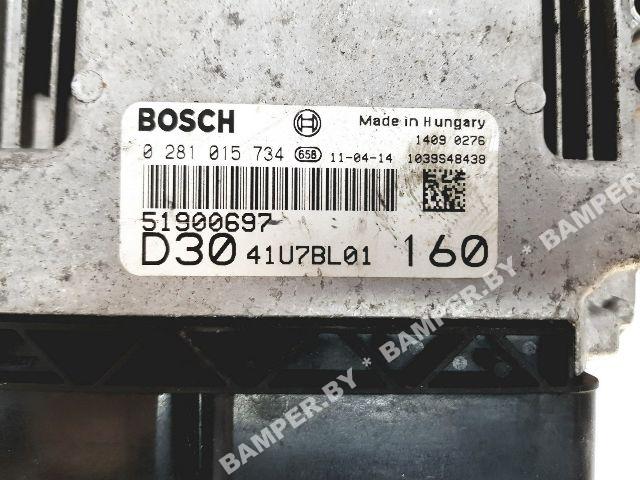 BOSCH Made in Hungary
1409 0276
0 281 015 734 658 11-04-14 1039S48438
51900697
D30 41U7BL01 160
BAMPER.BY * BAMPER.BY * BAMPER.BY